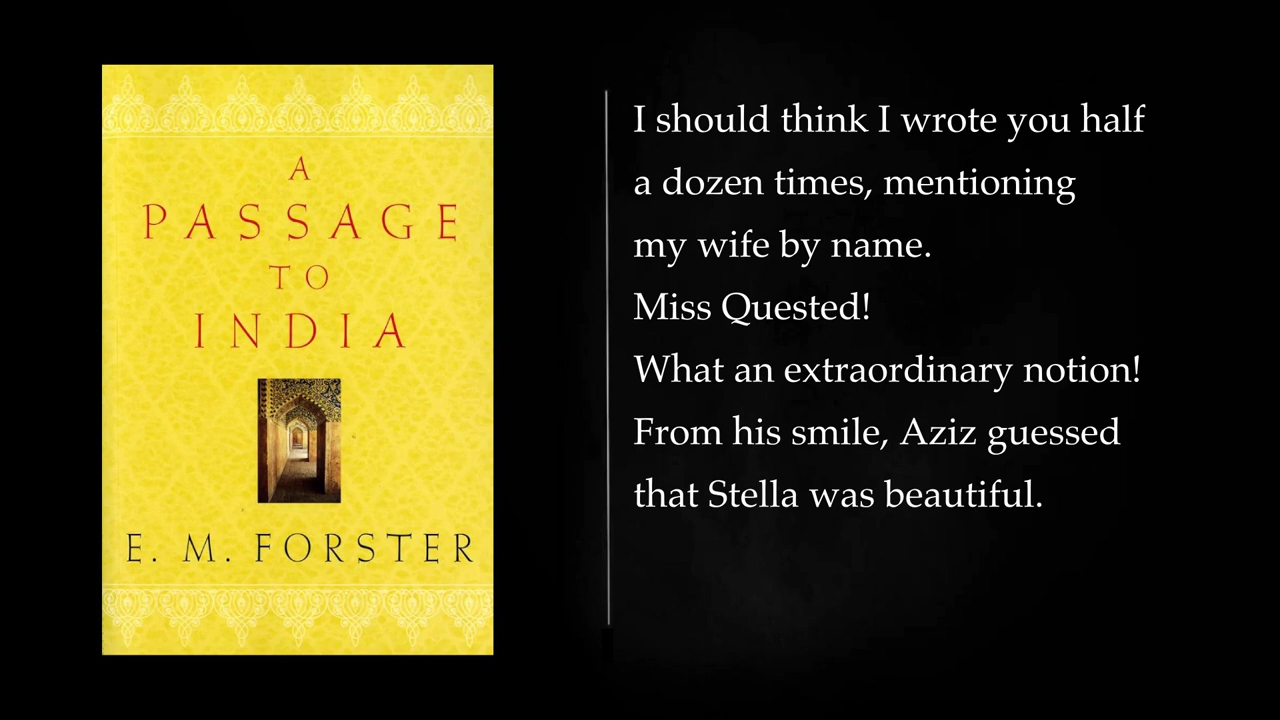 A
PASSAGE
TO
INDIA
E. M. FORSTER
I should think I wrote you half
a dozen times, mentioning
my wife by name.
Miss Quested!
What an extraordinary notion!
From his smile, Aziz guessed
that Stella was beautiful.